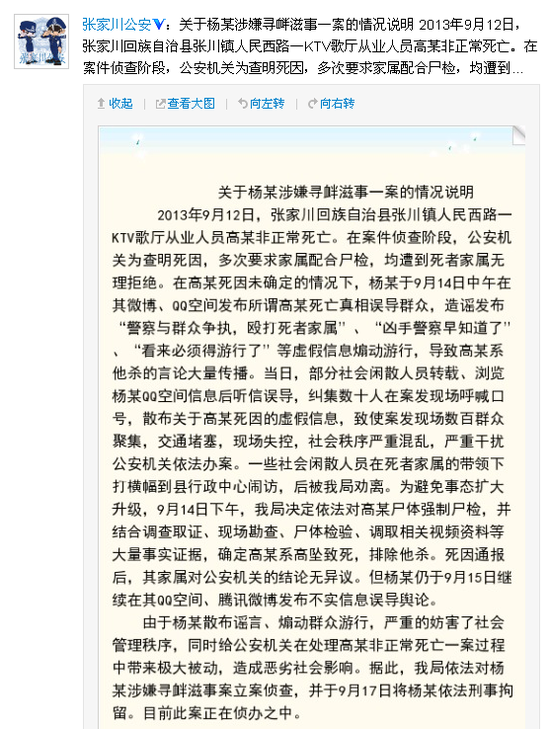 张家川公安V：关于杨某涉嫌寻衅滋事一案的情况说明 2013年9月12日，
张家川回族自治县张川镇人民西路一KTV歌厅从业人员高某非正常死亡。在
案件侦查阶段，公安机关为查明死因，多次要求家属配合尸检，均遭到...
收起 | 查看大图 | 向左转 | 向右转
关于杨某涉嫌寻衅滋事一案的情况说明
2013年9月12日，张家川回族自治县张川镇人民西路一
KTV歌厅从业人员高某非正常死亡。在案件侦查阶段，公安机
关为查明死因，多次要求家属配合尸检，均遭到死者家属无
理拒绝。在高某死因未确定的情况下，杨某于9月14日中午在
其微博、QQ空间发布所谓高某死亡真相误导群众，造谣发布
“警察与群众争执，殴打死者家属”、“凶手警察早知道了”
、“看来必须得游行了”等虚假信息煽动游行，导致高某系
他杀的言论大量传播。当日，部分社会闲散人员转载、浏览
杨某QQ空间信息后听信误导，纠集数十人在案发现场呼喊口
号，散布关于高某死因的虚假信息，致使案发现场数百群众
聚集，交通堵塞，现场失控，社会秩序严重混乱，严重干扰
公安机关依法办案。一些社会闲散人员在死者家属的带领下
打横幅到县行政中心闹访，后被我局劝离。为避免事态扩大
升级，9月14日下午，我局决定依法对高某尸体强制尸检，并
结合调查取证、现场勘查、尸体检验、调取相关视频资料等
大量事实证据，确定高某系高坠致死，排除他杀。死因通报
后，其家属对公安机关的结论无异议。但杨某仍于9月15日继
续在其QQ空间、腾讯微博发布不实信息误导舆论。
由于杨某散布谣言、煽动群众游行，严重的妨害了社会
管理秩序，同时给公安机关在处理高某非正常死亡一案过程
中带来极大被动，造成恶劣社会影响。据此，我局依法对杨
某涉嫌寻衅滋事案立案侦查，并于9月17日将杨某依法刑事拘
留。目前此案正在侦办之中。